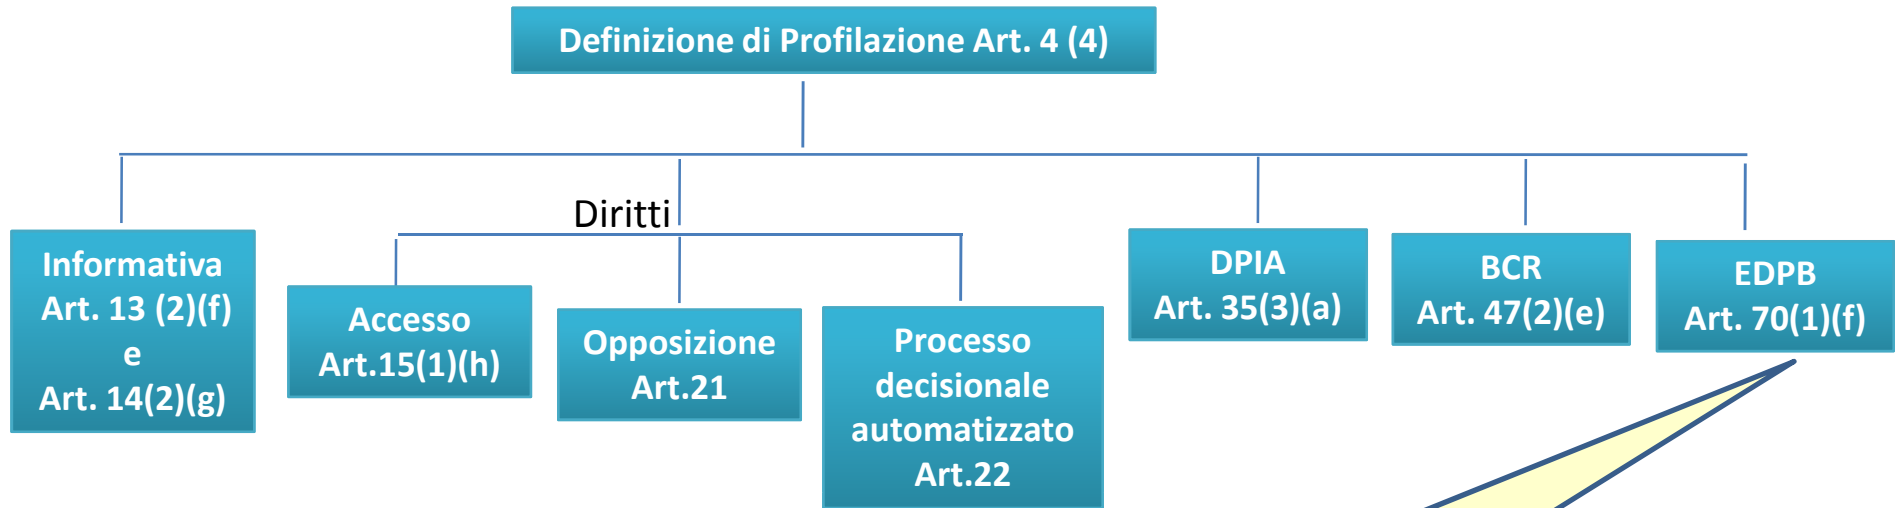 Definizione di Profilazione Art. 4 (4)
Diritti
Informativa
Art. 13 (2)(f)
e
Art. 14(2)(g)
Accesso
Art.15(1)(h)
Opposizione
Art.21
Processo
decisionale
automatizzato
Art.22
DPIA
Art. 35(3)(a)
BCR
Art. 47(2)(e)
EDPB
Art. 70(1)(f)